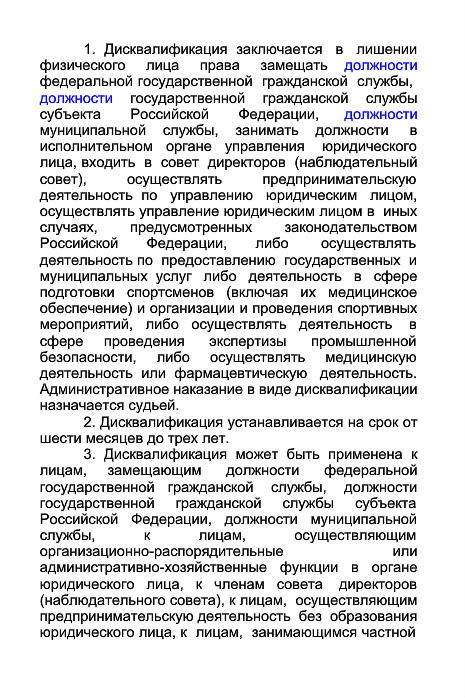 1. Дисквалификация заключается в лишении
физического лица права замещать должности
федеральной государственной гражданской службы,
должности государственной гражданской службы
субъекта Российской Федерации, должности
муниципальной службы, занимать должности в
исполнительном органе управления юридического
лица, входить в совет директоров (наблюдательный
совет), осуществлять предпринимательскую
деятельность по управлению юридическим лицом,
осуществлять управление юридическим лицом в иных
случаях, предусмотренных законодательством
Российской Федерации, либо осуществлять
деятельность по предоставлению государственных и
муниципальных услуг либо деятельность в сфере
подготовки спортсменов (включая их медицинское
обеспечение) и организации и проведения спортивных
мероприятий, либо осуществлять деятельность в
сфере проведения экспертизы промышленной
безопасности, либо осуществлять медицинскую
деятельность или фармацевтическую деятельность.
Административное наказание в виде дисквалификации
назначается судьей.
2. Дисквалификация устанавливается на срок от
шести месяцев до трех лет.
3. Дисквалификация может быть применена к
лицам, замещающим должности федеральной
государственной гражданской службы, должности
государственной гражданской службы субъекта
Российской Федерации, должности муниципальной
службы, к лицам, осуществляющим
организационно-распорядительные или
административно-хозяйственные функции в органе
юридического лица, к членам совета директоров
(наблюдательного совета), к лицам, осуществляющим
предпринимательскую деятельность без образования
юридического лица, к лицам, занимающимся частной